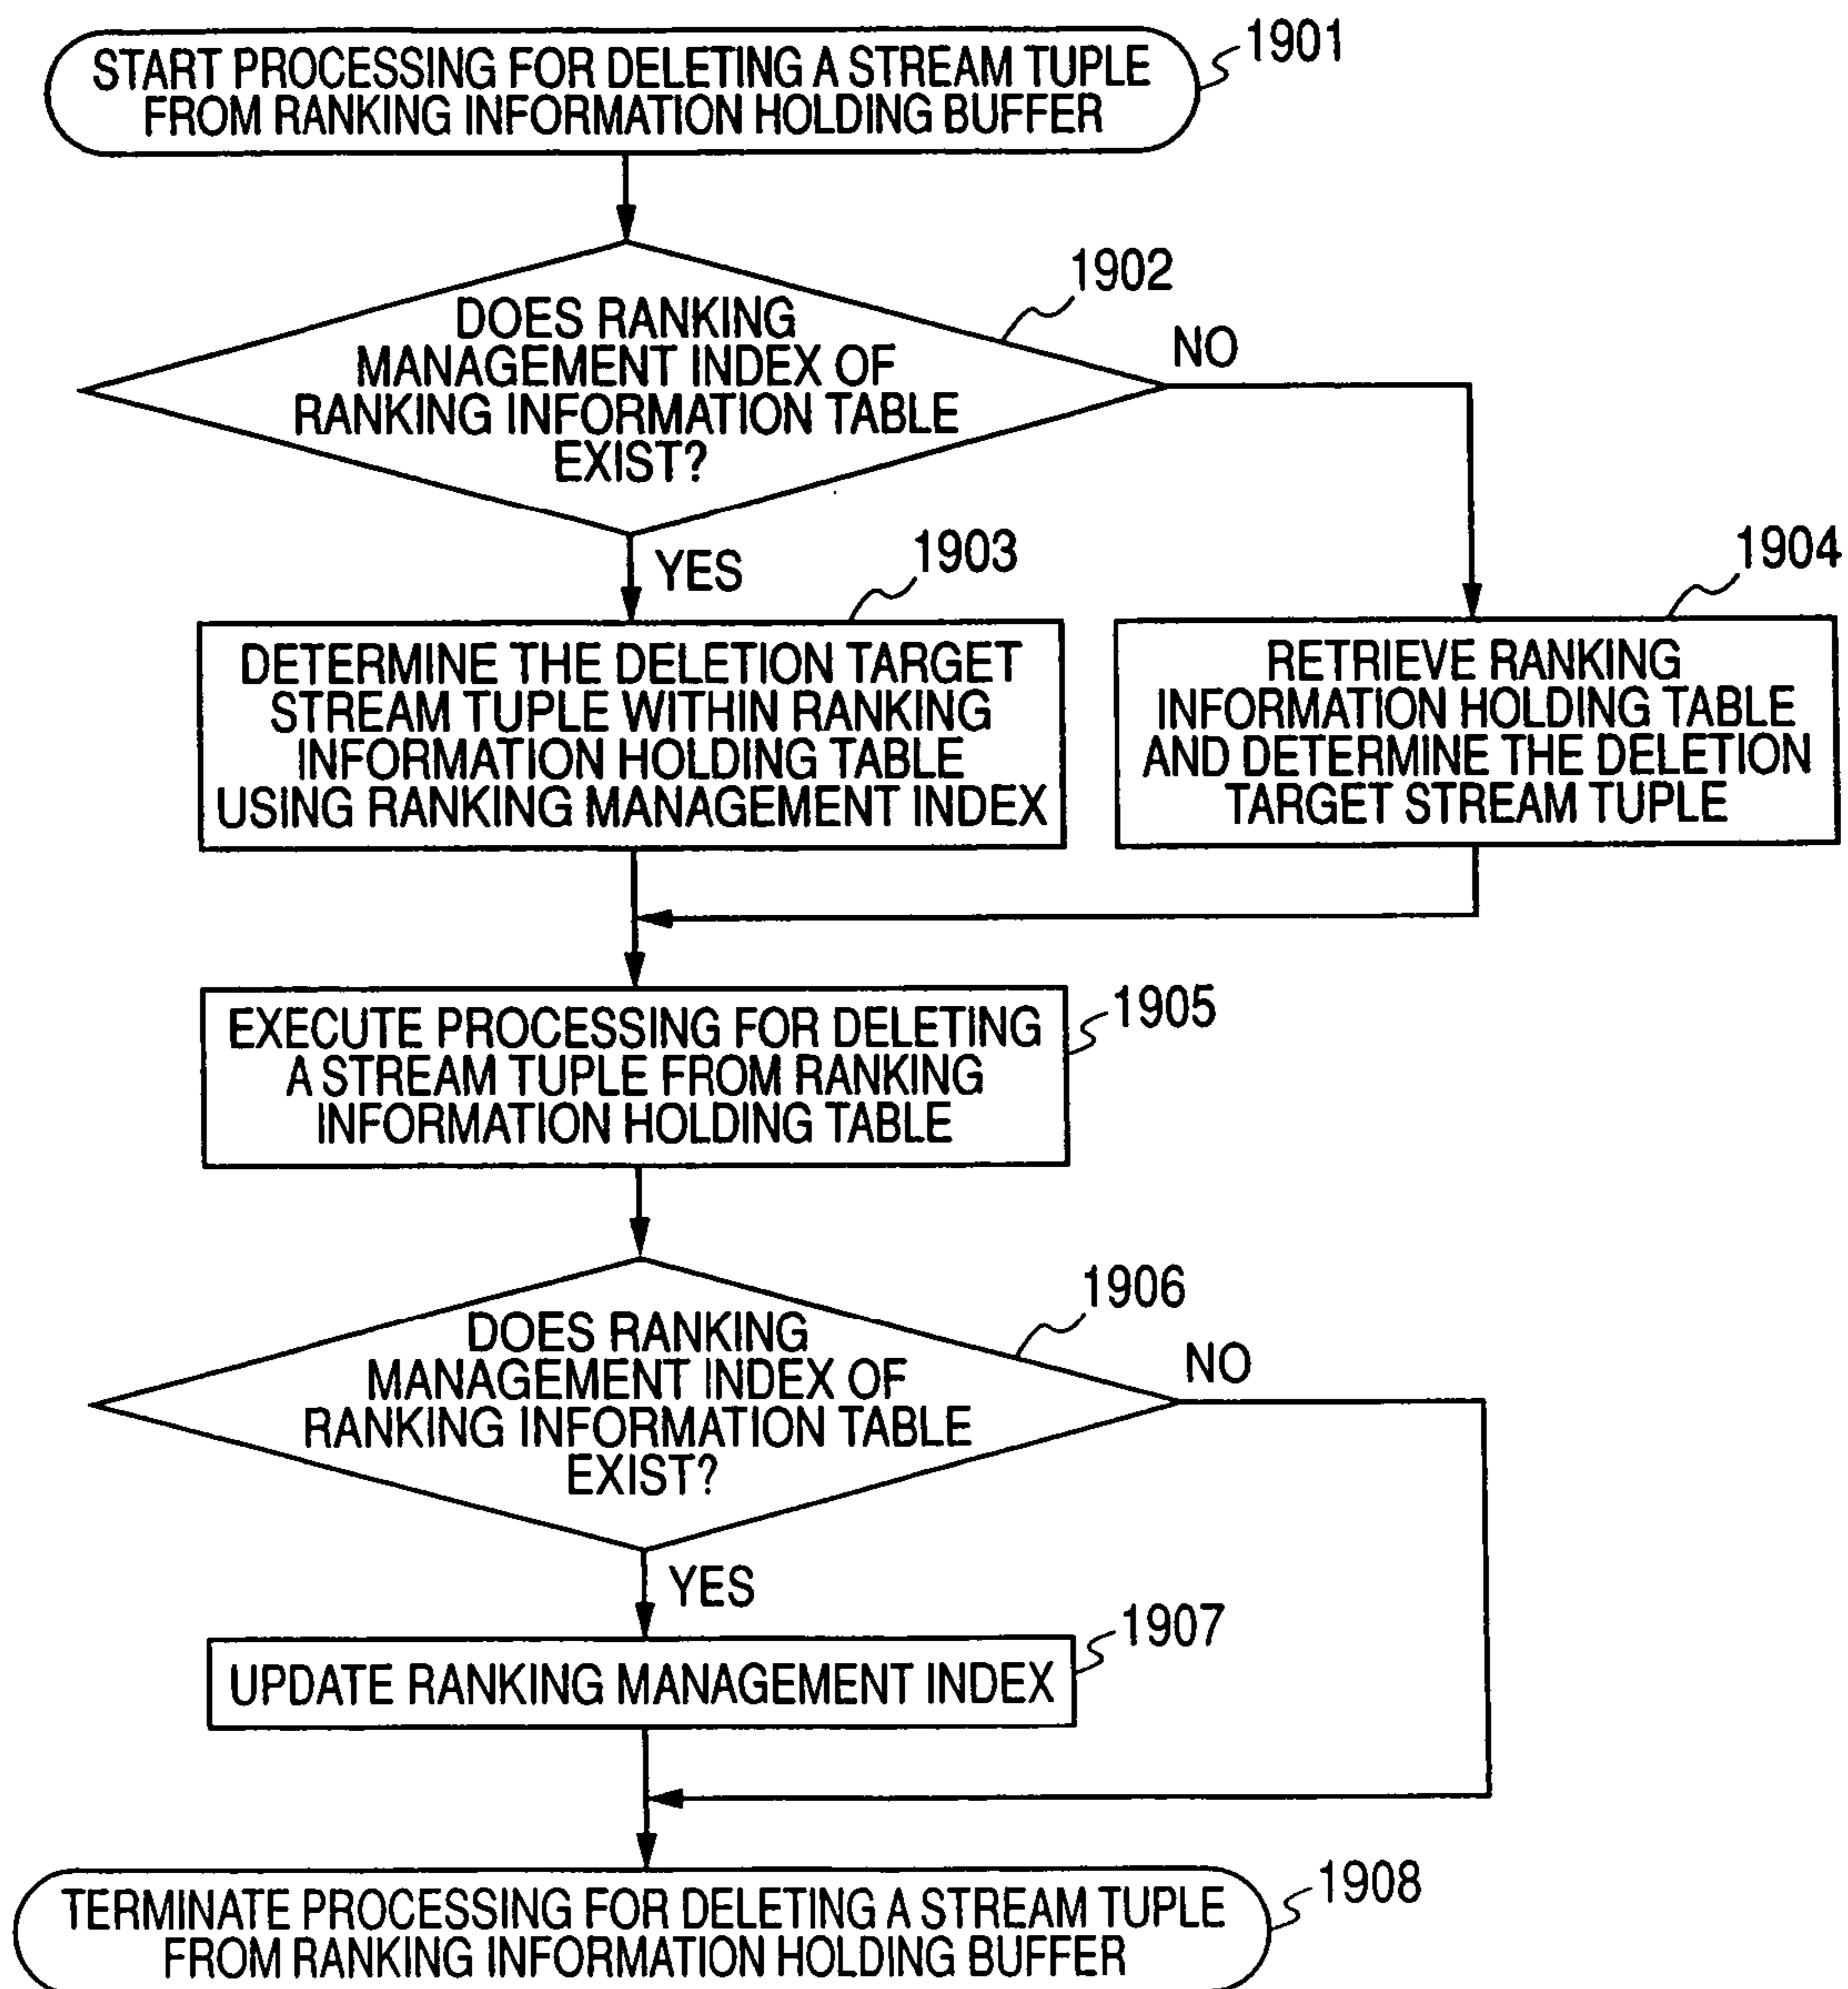 START PROCESSING FOR DELETING A STREAM TUPLE
FROM RANKING INFORMATION HOLDING BUFFER
1901
1902
DOES RANKING
MANAGEMENT INDEX OF
RANKING INFORMATION TABLE
EXIST?
NO
YES
1903
DETERMINE THE DELETION TARGET
STREAM TUPLE WITHIN RANKING
INFORMATION HOLDING TABLE
USING RANKING MANAGEMENT INDEX
1904
RETRIEVE RANKING
INFORMATION HOLDING TABLE
AND DETERMINE THE DELETION
TARGET STREAM TUPLE
1905
EXECUTE PROCESSING FOR DELETING
A STREAM TUPLE FROM RANKING
INFORMATION HOLDING TABLE
1906
DOES RANKING
MANAGEMENT INDEX OF
RANKING INFORMATION TABLE
EXIST?
NO
YES
1907
UPDATE RANKING MANAGEMENT INDEX
1908
TERMINATE PROCESSING FOR DELETING A STREAM TUPLE
FROM RANKING INFORMATION HOLDING BUFFER